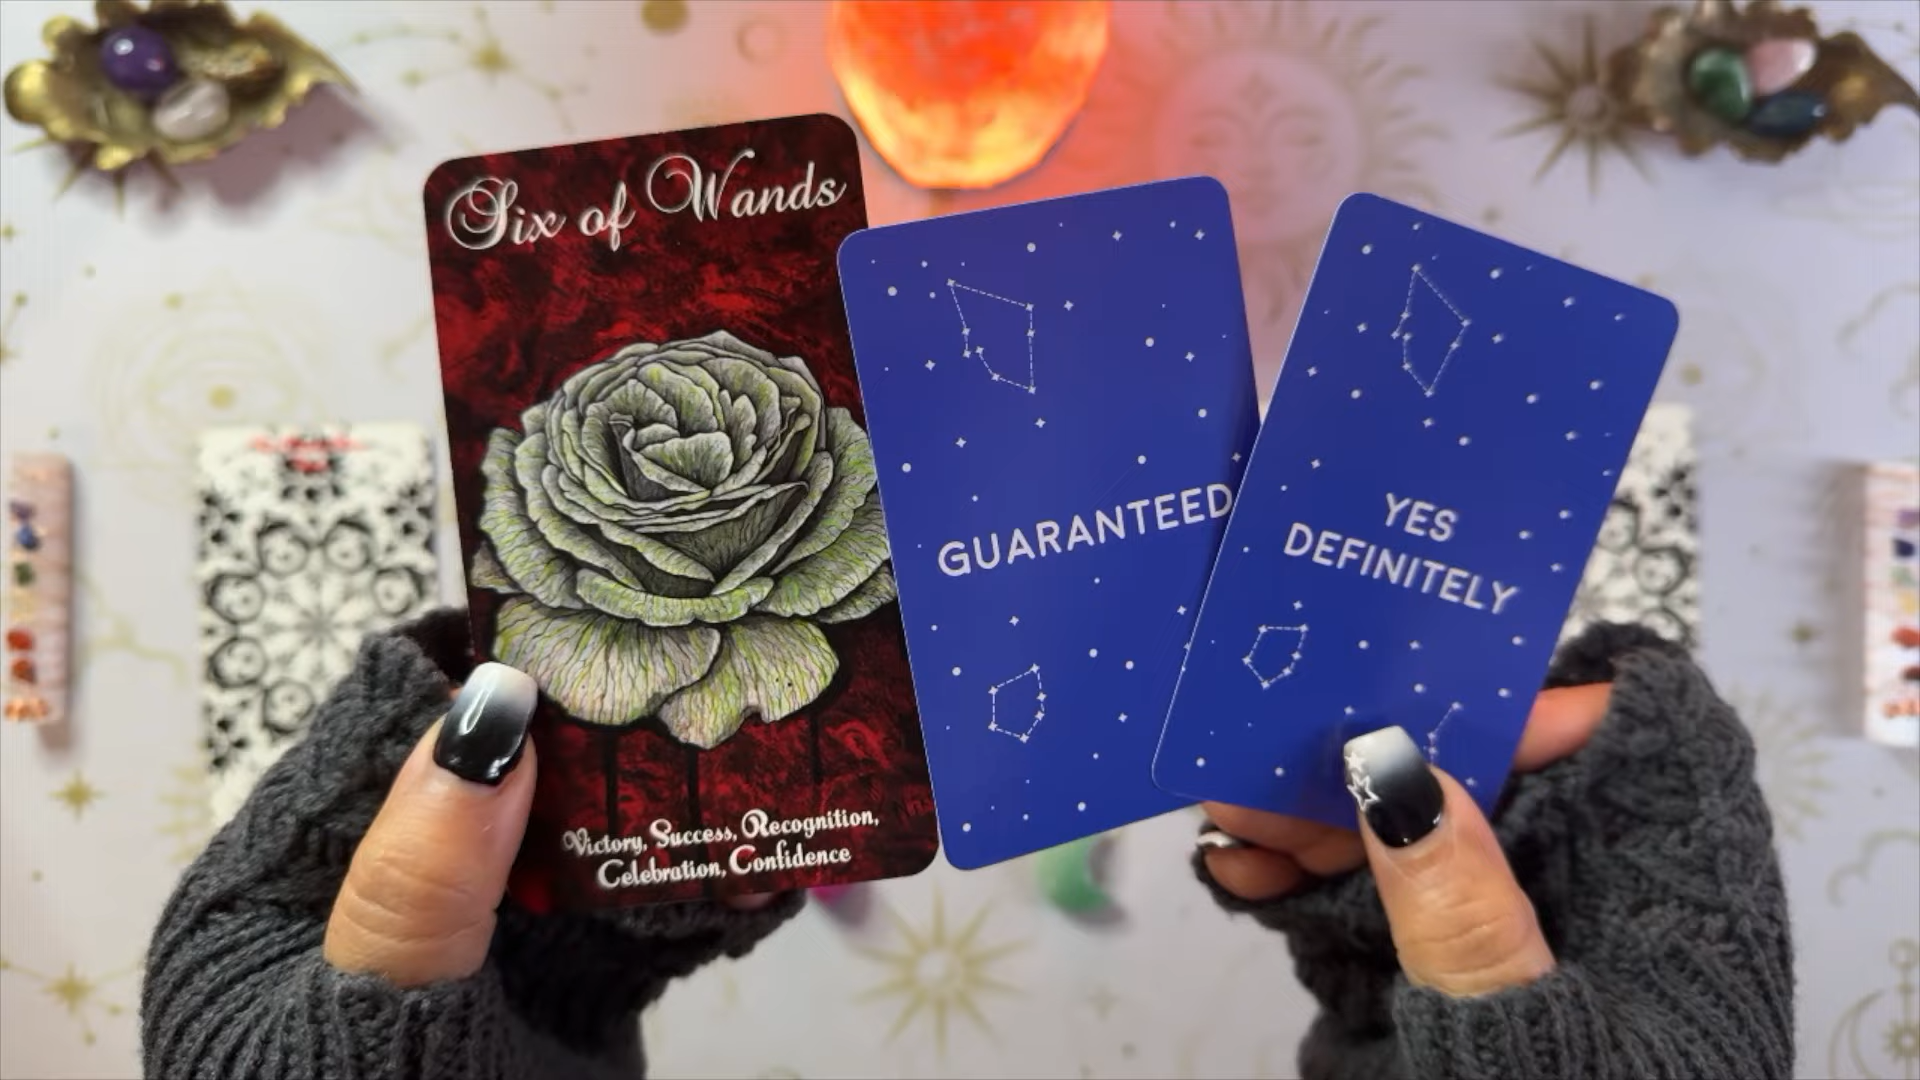 Six of Wands
GUARANTEED
YES
DEFINITELY
Victory, Success, Recognition,
Celebration, Confidence